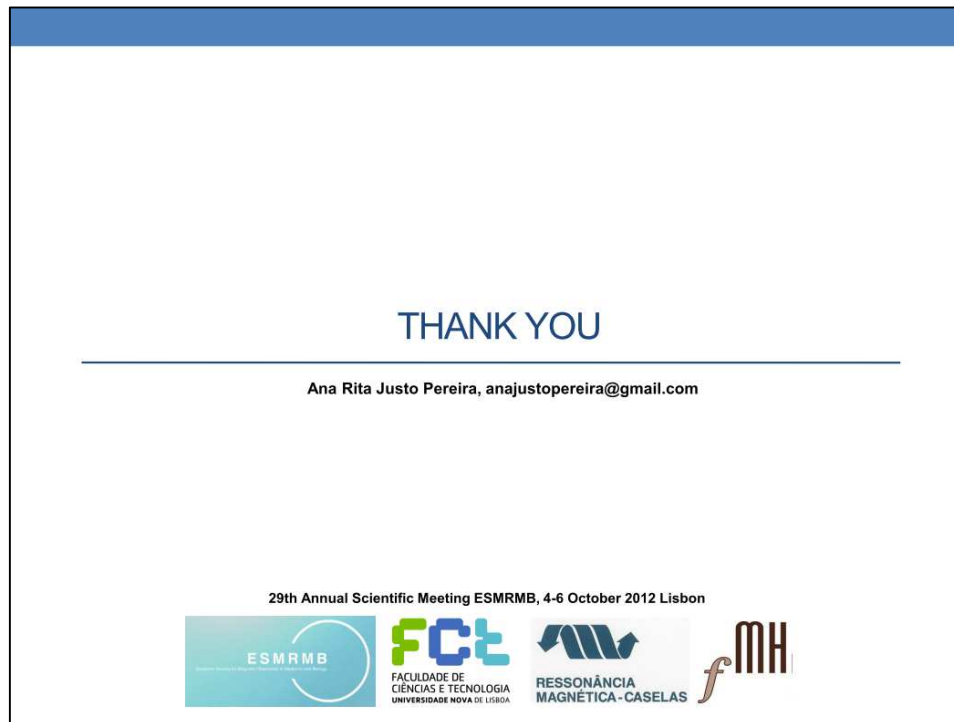 THANK YOU
Ana Rita Justo Pereira, anajustopereira@gmail.com
29th Annual Scientific Meeting ESMRMB, 4-6 October 2012 Lisbon
ESMRMB
FCt
FACULDADE DE
CIÊNCIAS E TECNOLOGIA
UNIVERSIDADE NOVA DE LISBOA
RESSONÂNCIA
MAGNÉTICA-CASELAS
fMH